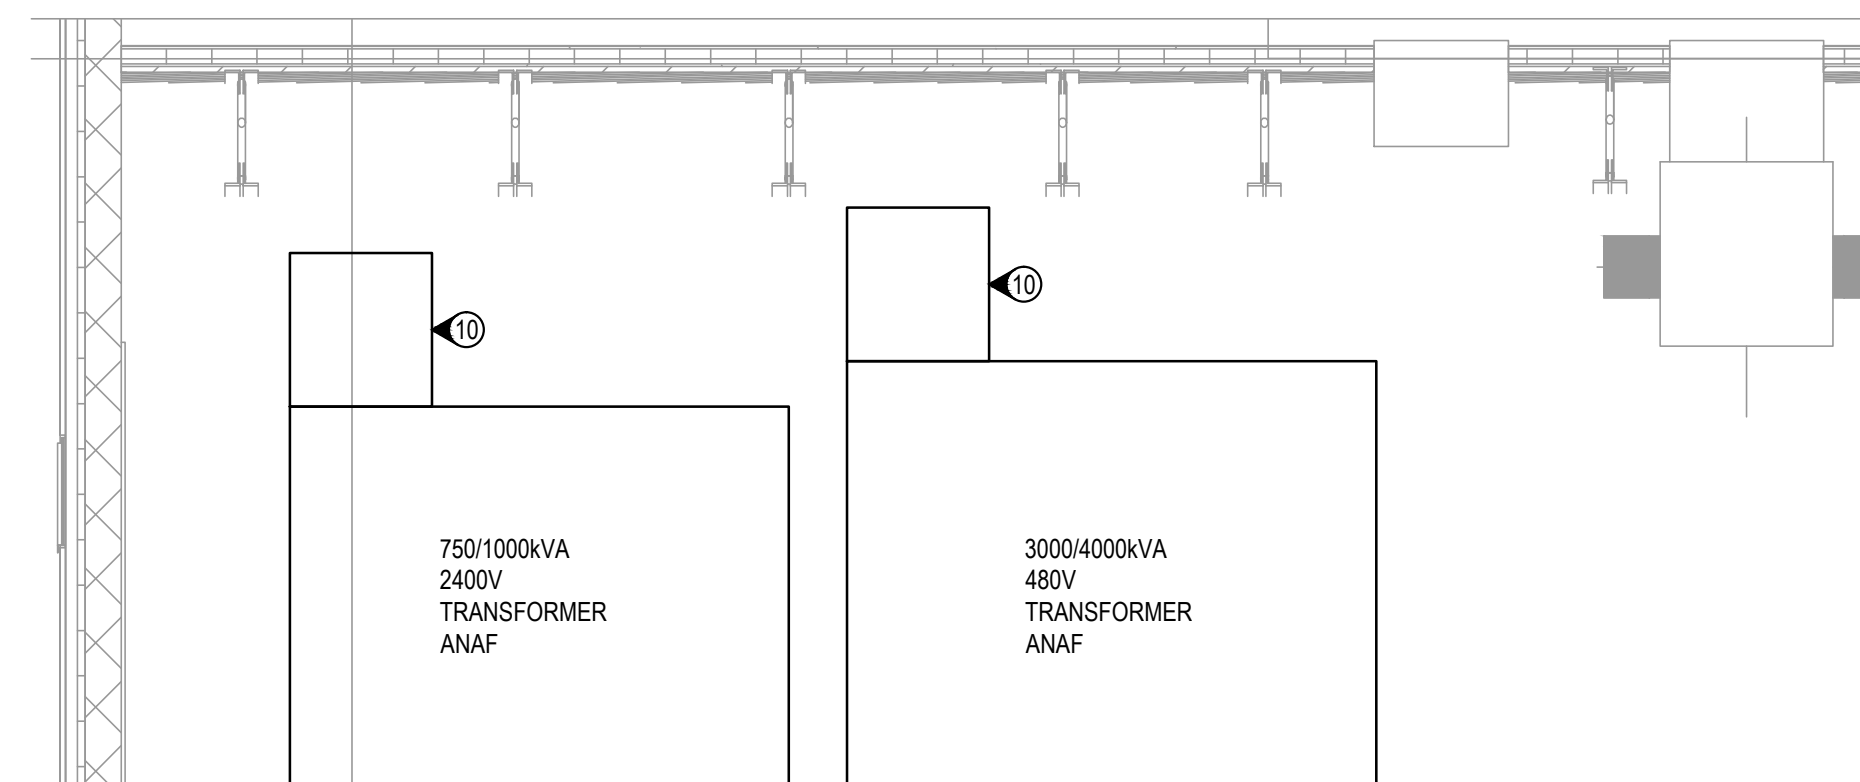 10
10
750/1000kVA
2400V
TRANSFORMER
ANAF
3000/4000kVA
480V
TRANSFORMER
ANAF